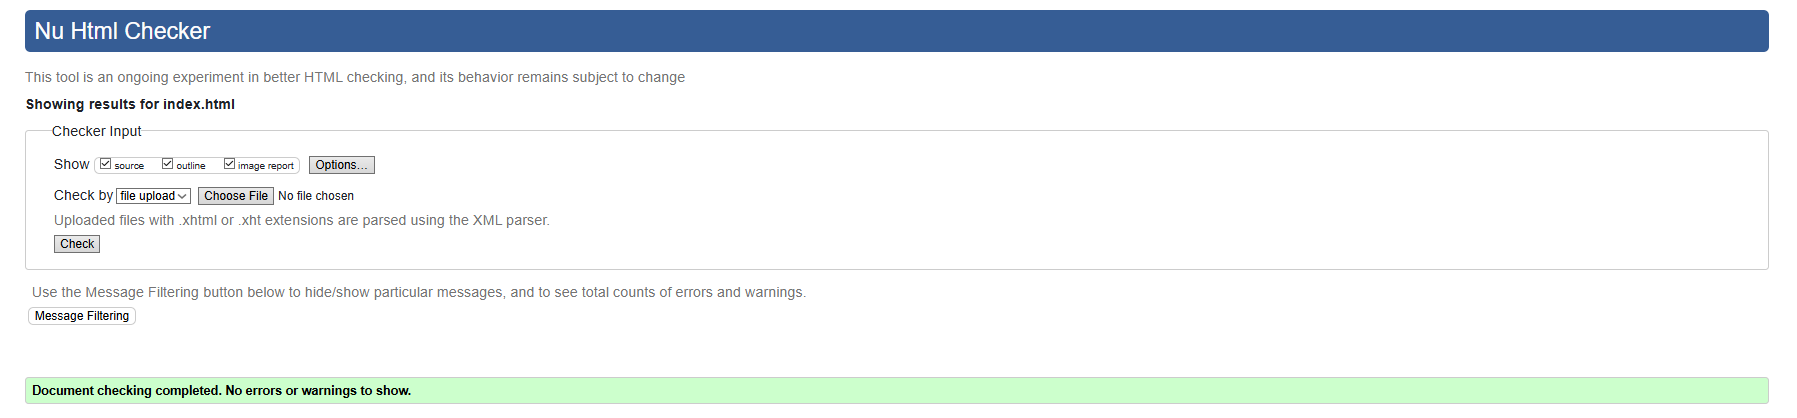 Nu Html Checker
This tool is an ongoing experiment in better HTML checking, and its behavior remains subject to change
Showing results for index.html
Checker Input
Show source outline image report Options...
Check by file upload Choose File No file chosen
Uploaded files with .xhtml or .xht extensions are parsed using the XML parser.
Check
Use the Message Filtering button below to hide/show particular messages, and to see total counts of errors and warnings.
Message Filtering
Document checking completed. No errors or warnings to show.